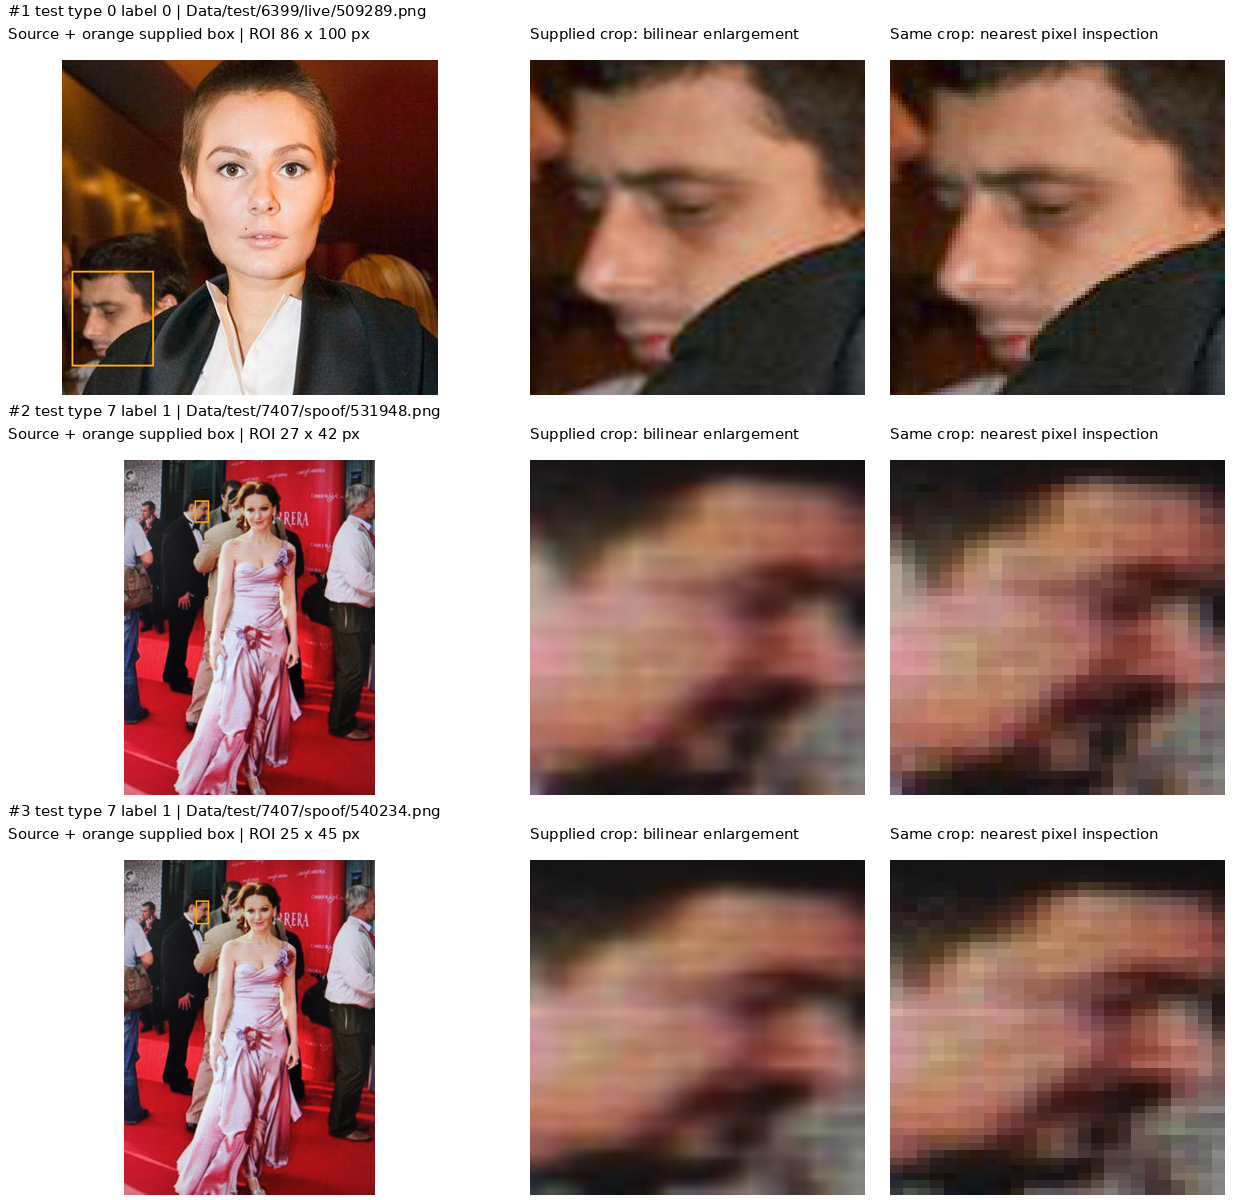 #1 test type 0 label 0 | Data/test/6399/live/509289.png
Source + orange supplied box | ROI 86 x 100 px
Supplied crop: bilinear enlargement
Same crop: nearest pixel inspection
#2 test type 7 label 1 | Data/test/7407/spoof/531948.png
Source + orange supplied box | ROI 27 x 42 px
Supplied crop: bilinear enlargement
Same crop: nearest pixel inspection
RERA
#3 test type 7 label 1 | Data/test/7407/spoof/540234.png
Source + orange supplied box | ROI 25 x 45 px
Supplied crop: bilinear enlargement
Same crop: nearest pixel inspection
RERA